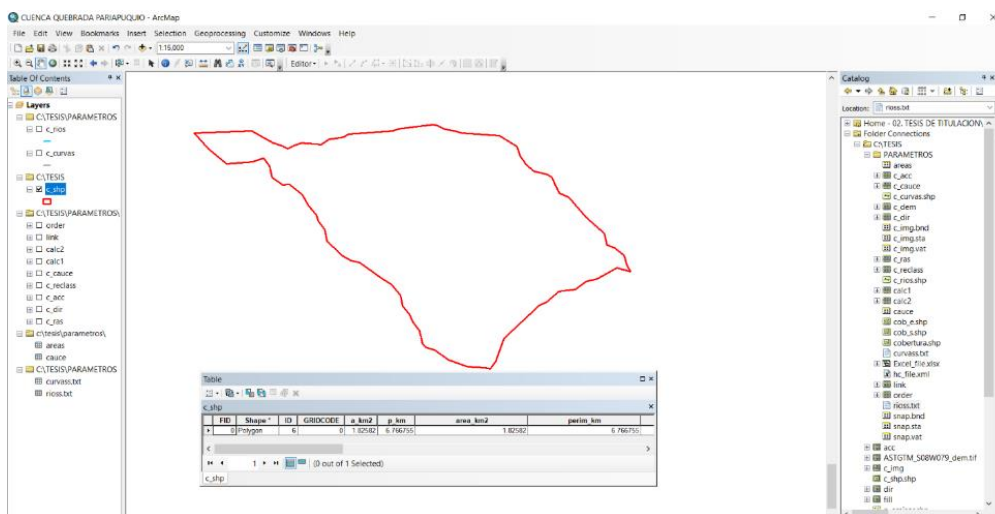 CUENCA QUEBRADA PARIAPUQUIO - ArcMap
File Edit View Bookmarks Insert Selection Geoprocessing Customize Windows Help
1:15,000
Editor
Table Of Contents
Layers
C:\TESIS\PARAMETROS
c_rios
c_curvas
C:\TESIS
c_shp
C:\TESIS\PARAMETROS\
order
link
calc2
calc1
c_cauce
c_reclass
c_acc
c_dir
c_ras
c:\tesis\parametros\
areas
cauce
C:\TESIS\PARAMETROS
curvass.txt
rioss.txt
Table
c_shp
FID Shape * ID GRIDCODE a_km2 p_km area_km2 perim_km
0 Polygon 6 0 1.82582 6.766755 1.82582 6.766755
1 (0 out of 1 Selected)
c_shp
Catalog
Location: rioss.txt
Home - 02. TESIS DE TITULACION\
Folder Connections
C:\TESIS
PARAMETROS
areas
c_acc
c_cauce
c_curvas.shp
c_dem
c_dir
c_img.bnd
c_img.sta
c_img.vat
c_ras
c_reclass
c_rios.shp
calc1
calc2
cauce
cob_e.shp
cob_s.shp
cobertura.shp
curvass.txt
Excel_file.xlsx
hc_file.xml
link
order
rioss.txt
snap.bnd
snap.sta
snap.vat
acc
ASTGTM_S08W079_dem.tif
c_img
c_shp.shp
dir
fill